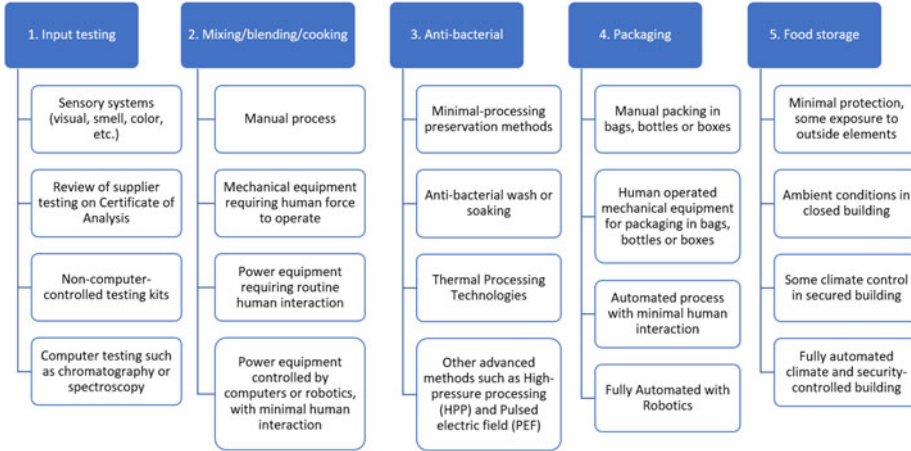 1. Input testing
Sensory systems
(visual, smell, color,
etc.)
Review of supplier
testing on Certificate of
Analysis
Non-computer-
controlled testing kits
Computer testing such
as chromatography or
spectroscopy
2. Mixing/blending/cooking
Manual process
Mechanical equipment
requiring human force
to operate
Power equipment
requiring routine
human interaction
Power equipment
controlled by
computers or robotics,
with minimal human
interaction
3. Anti-bacterial
Minimal-processing
preservation methods
Anti-bacterial wash or
soaking
Thermal Processing
Technologies
Other advanced
methods such as High-
pressure processing
(HPP) and Pulsed
electric field (PEF)
4. Packaging
Manual packing in
bags, bottles or boxes
Human operated
mechanical equipment
for packaging in bags,
bottles or boxes
Automated process
with minimal human
interaction
Fully Automated with
Robotics
5. Food storage
Minimal protection,
some exposure to
outside elements
Ambient conditions in
closed building
Some climate control
in secured building
Fully automated
climate and security-
controlled building